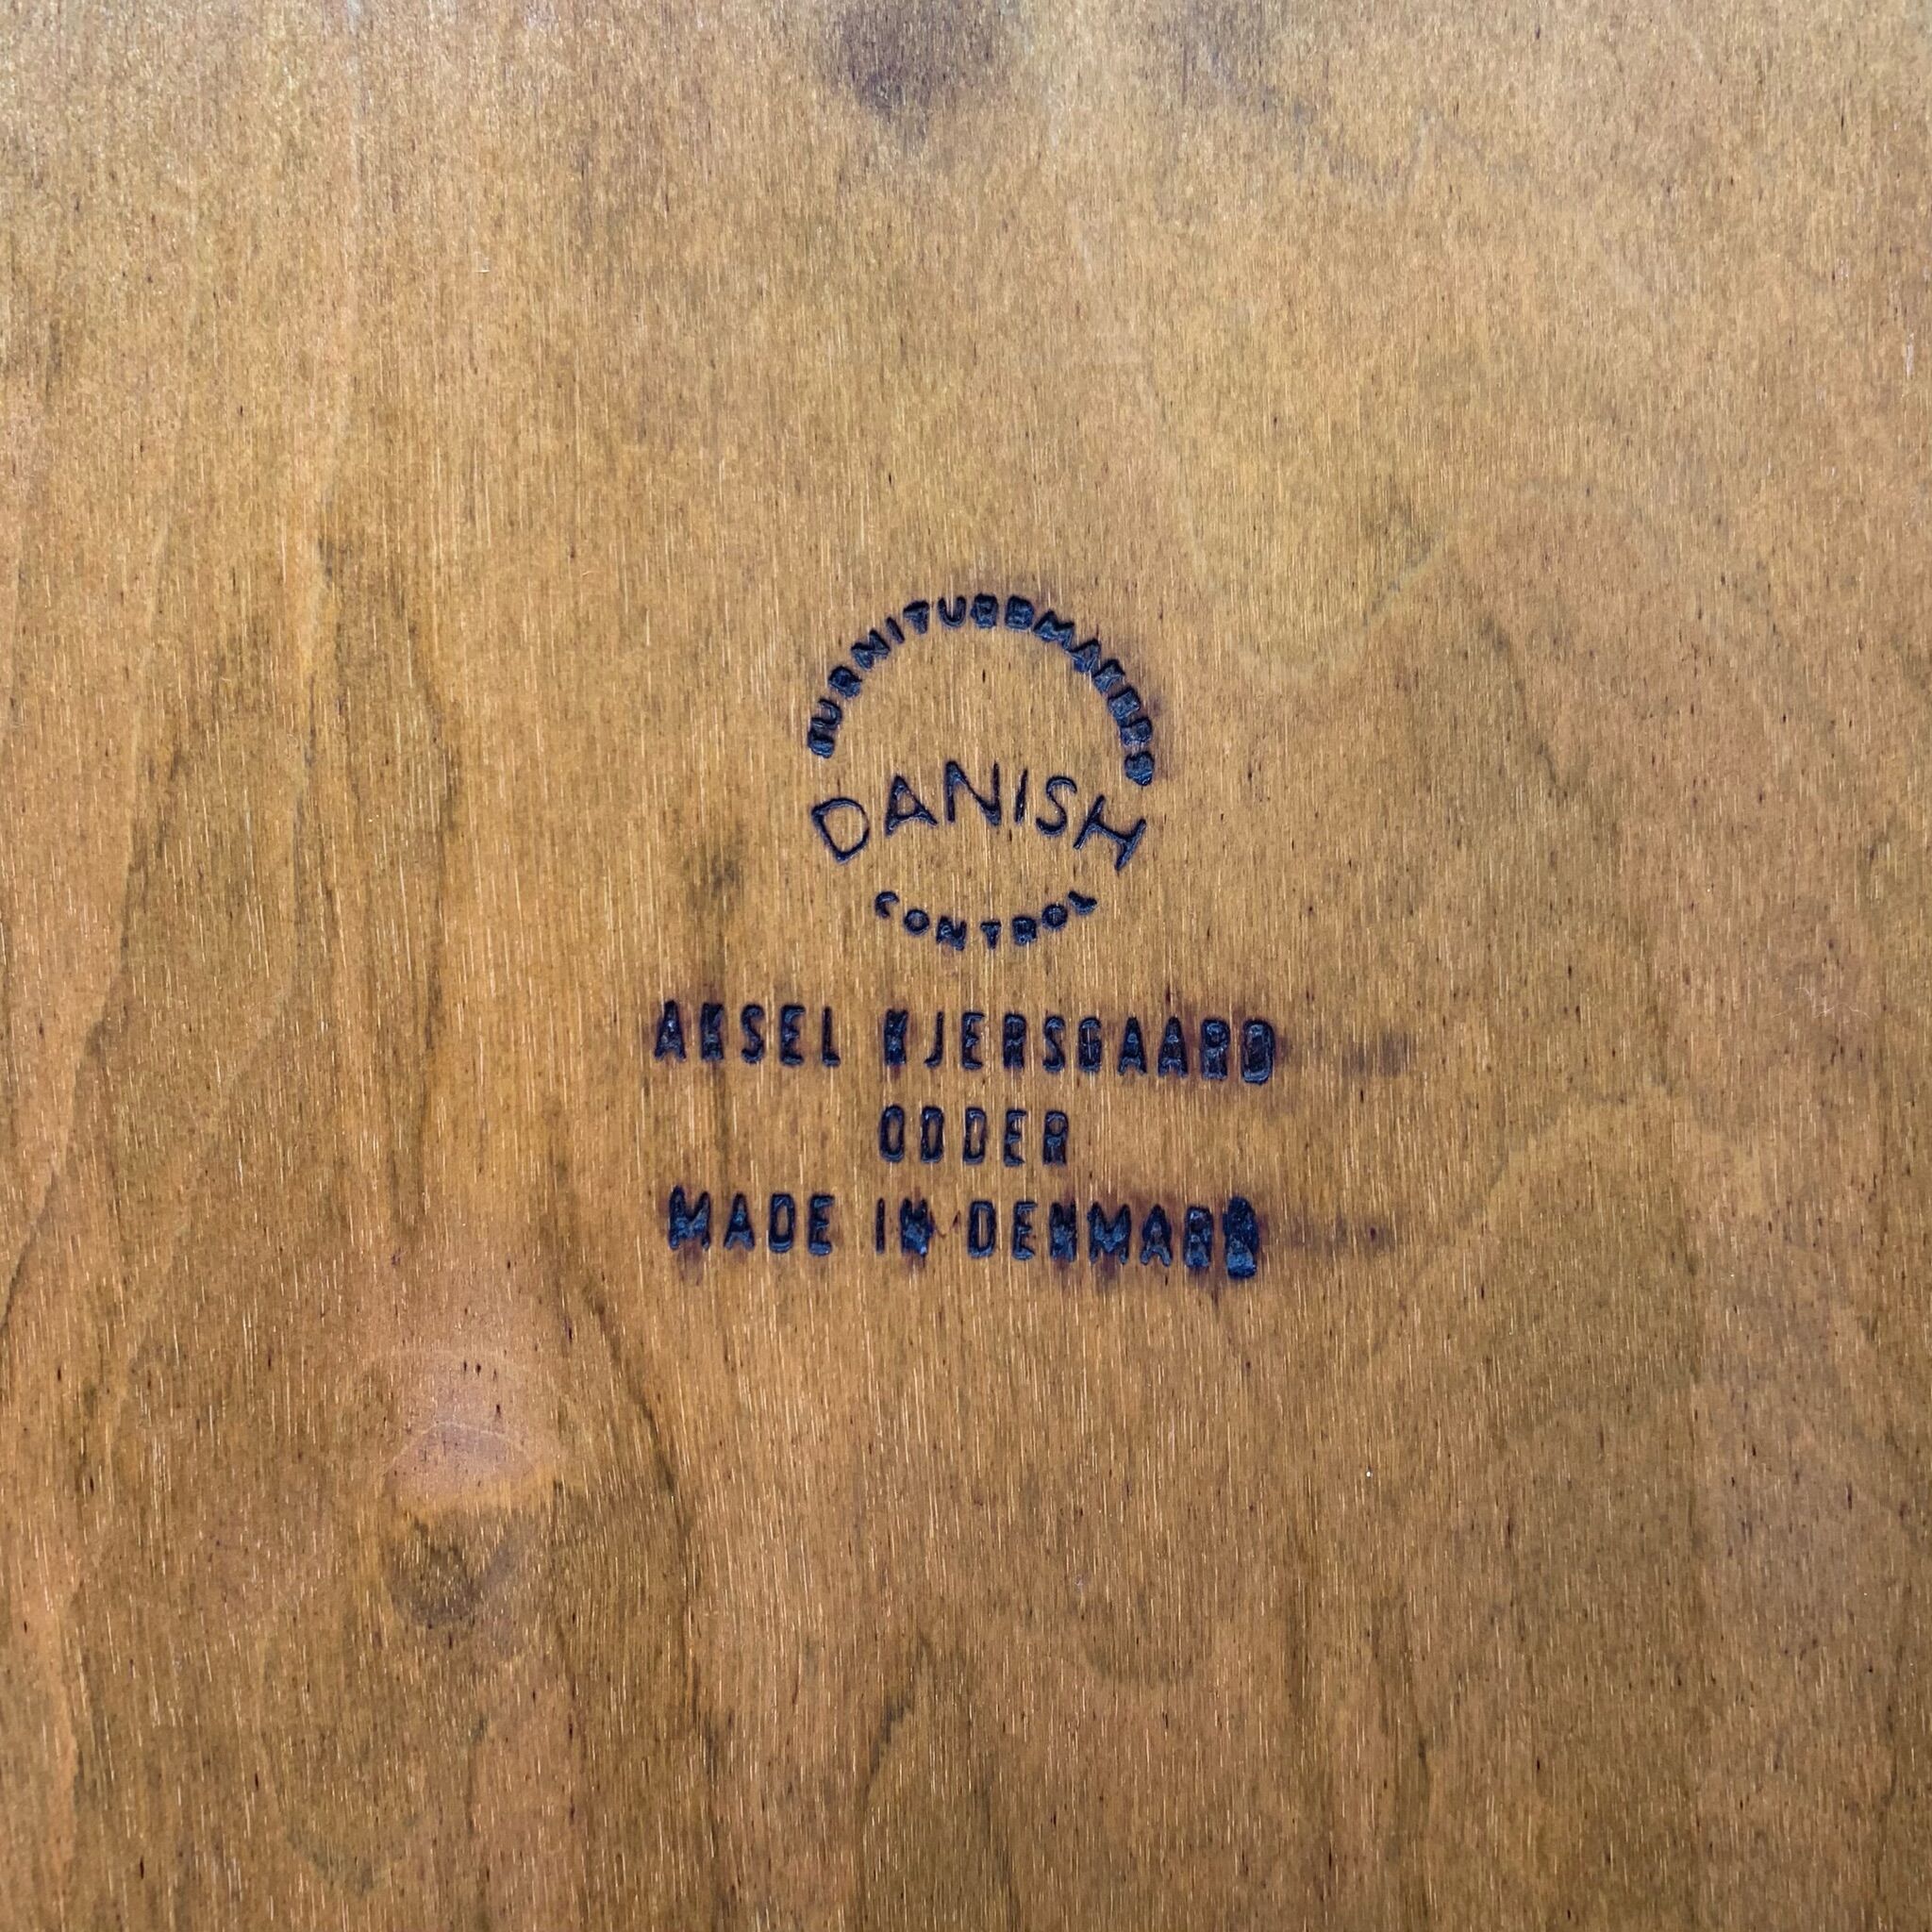 FURNITUREMAKERS
DANISH
CONTROL
AKSEL KJERSGAARD
ODDER
MADE IN DENMARK